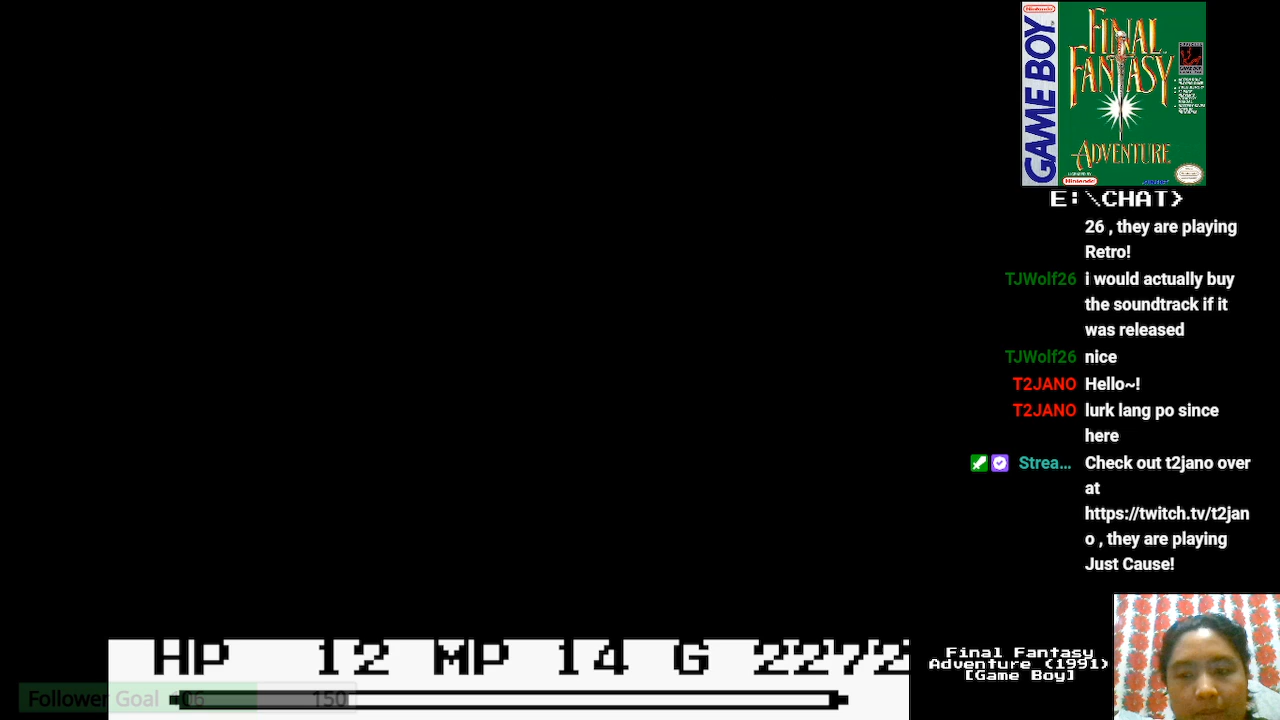 Nintendo
GAME BOY
FINAL
FANTASY
ADVENTURE
Nintendo
E:\CHAT>
26 , they are playing
Retro!
TJWolf26 i would actually buy
the soundtrack if it
was released
TJWolf26 nice
T2JANO Hello~!
T2JANO lurk lang po since
here
Strea... Check out t2jano over
at
https://twitch.tv/t2jan
o , they are playing
Just Cause!
HP 12 MP 14 G 2272
Follower Goal 150
Final Fantasy
Adventure (1991)
[Game Boy]